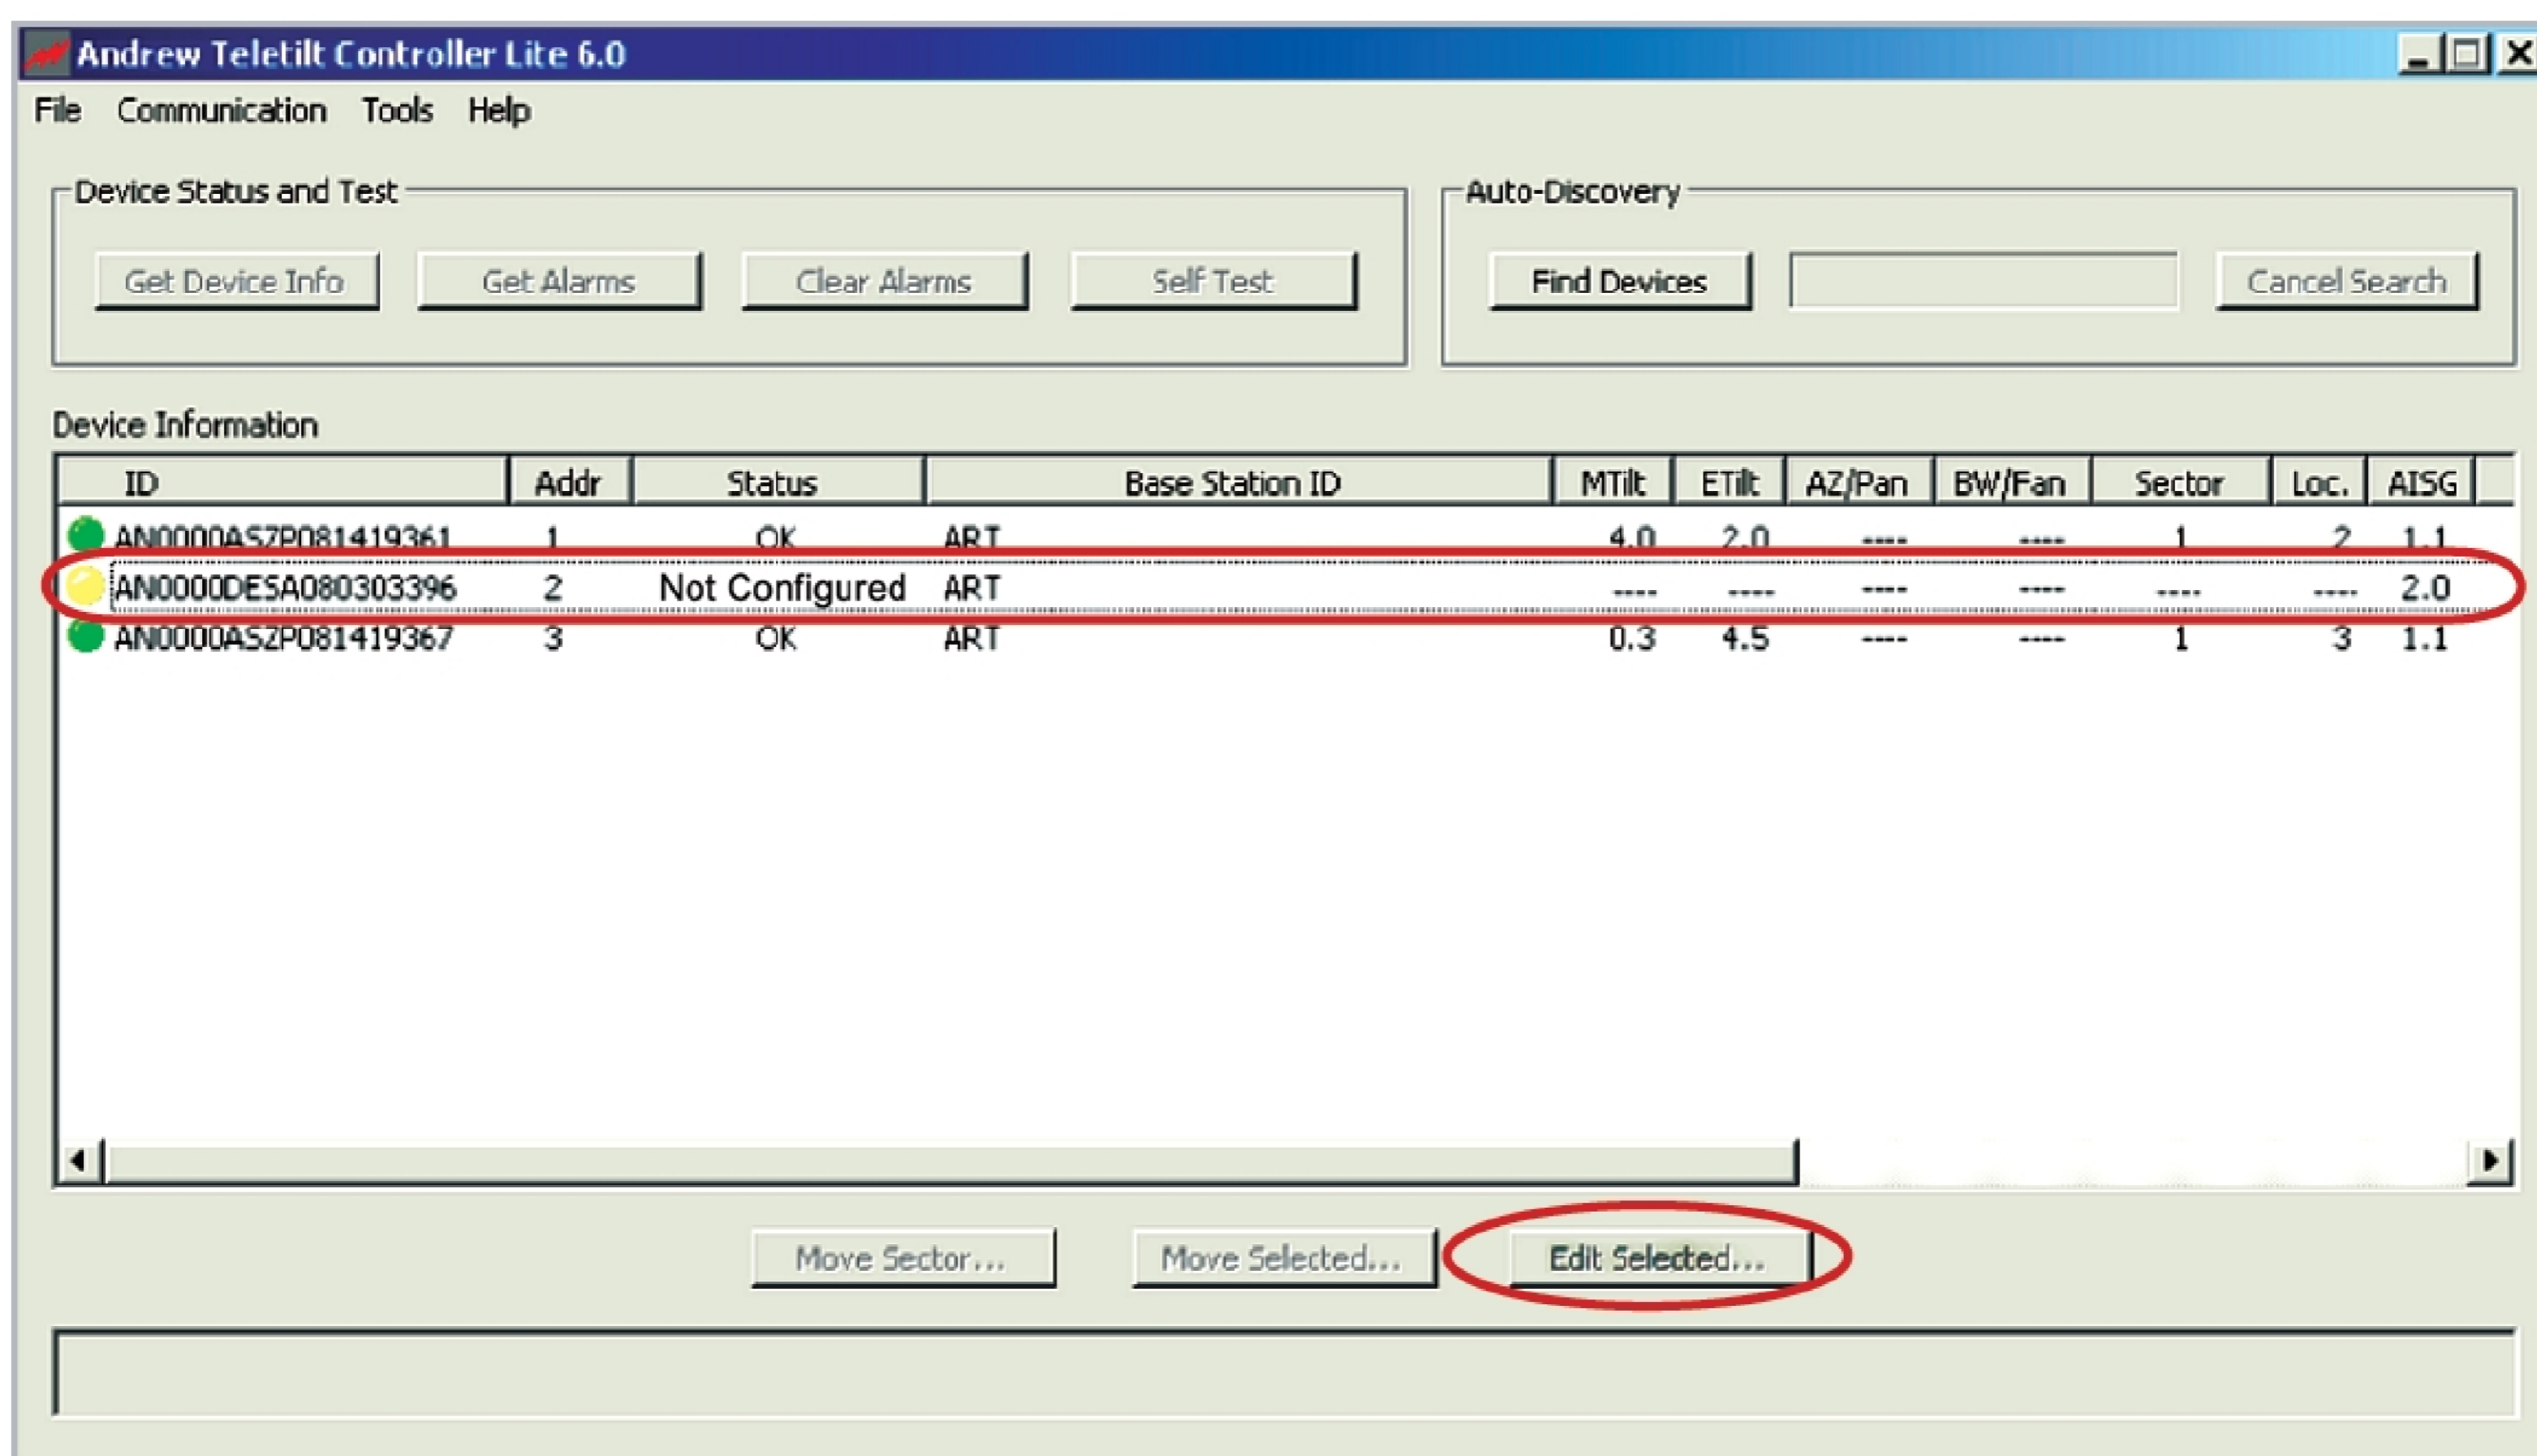 Andrew Teletilt Controller Lite 6.0
File Communication Tools Help
Device Status and Test
Auto-Discovery
Get Device Info Get Alarms Clear Alarms Self Test Find Devices Cancel Search
Device Information
ID Addr Status Base Station ID MTilt ETilt AZ/Pan BW/Fan Sector Loc. AISG
AN0000ASZP081419361 1 OK ART 4.0 2.0 ---- ---- 1 2 1.1
AN0000DESA080303396 2 Not Configured ART ---- ---- ---- ---- ---- ---- 2.0
AN0000ASZP081419367 3 OK ART 0.3 4.5 ---- ---- 1 3 1.1
Move Sector... Move Selected... Edit Selected...